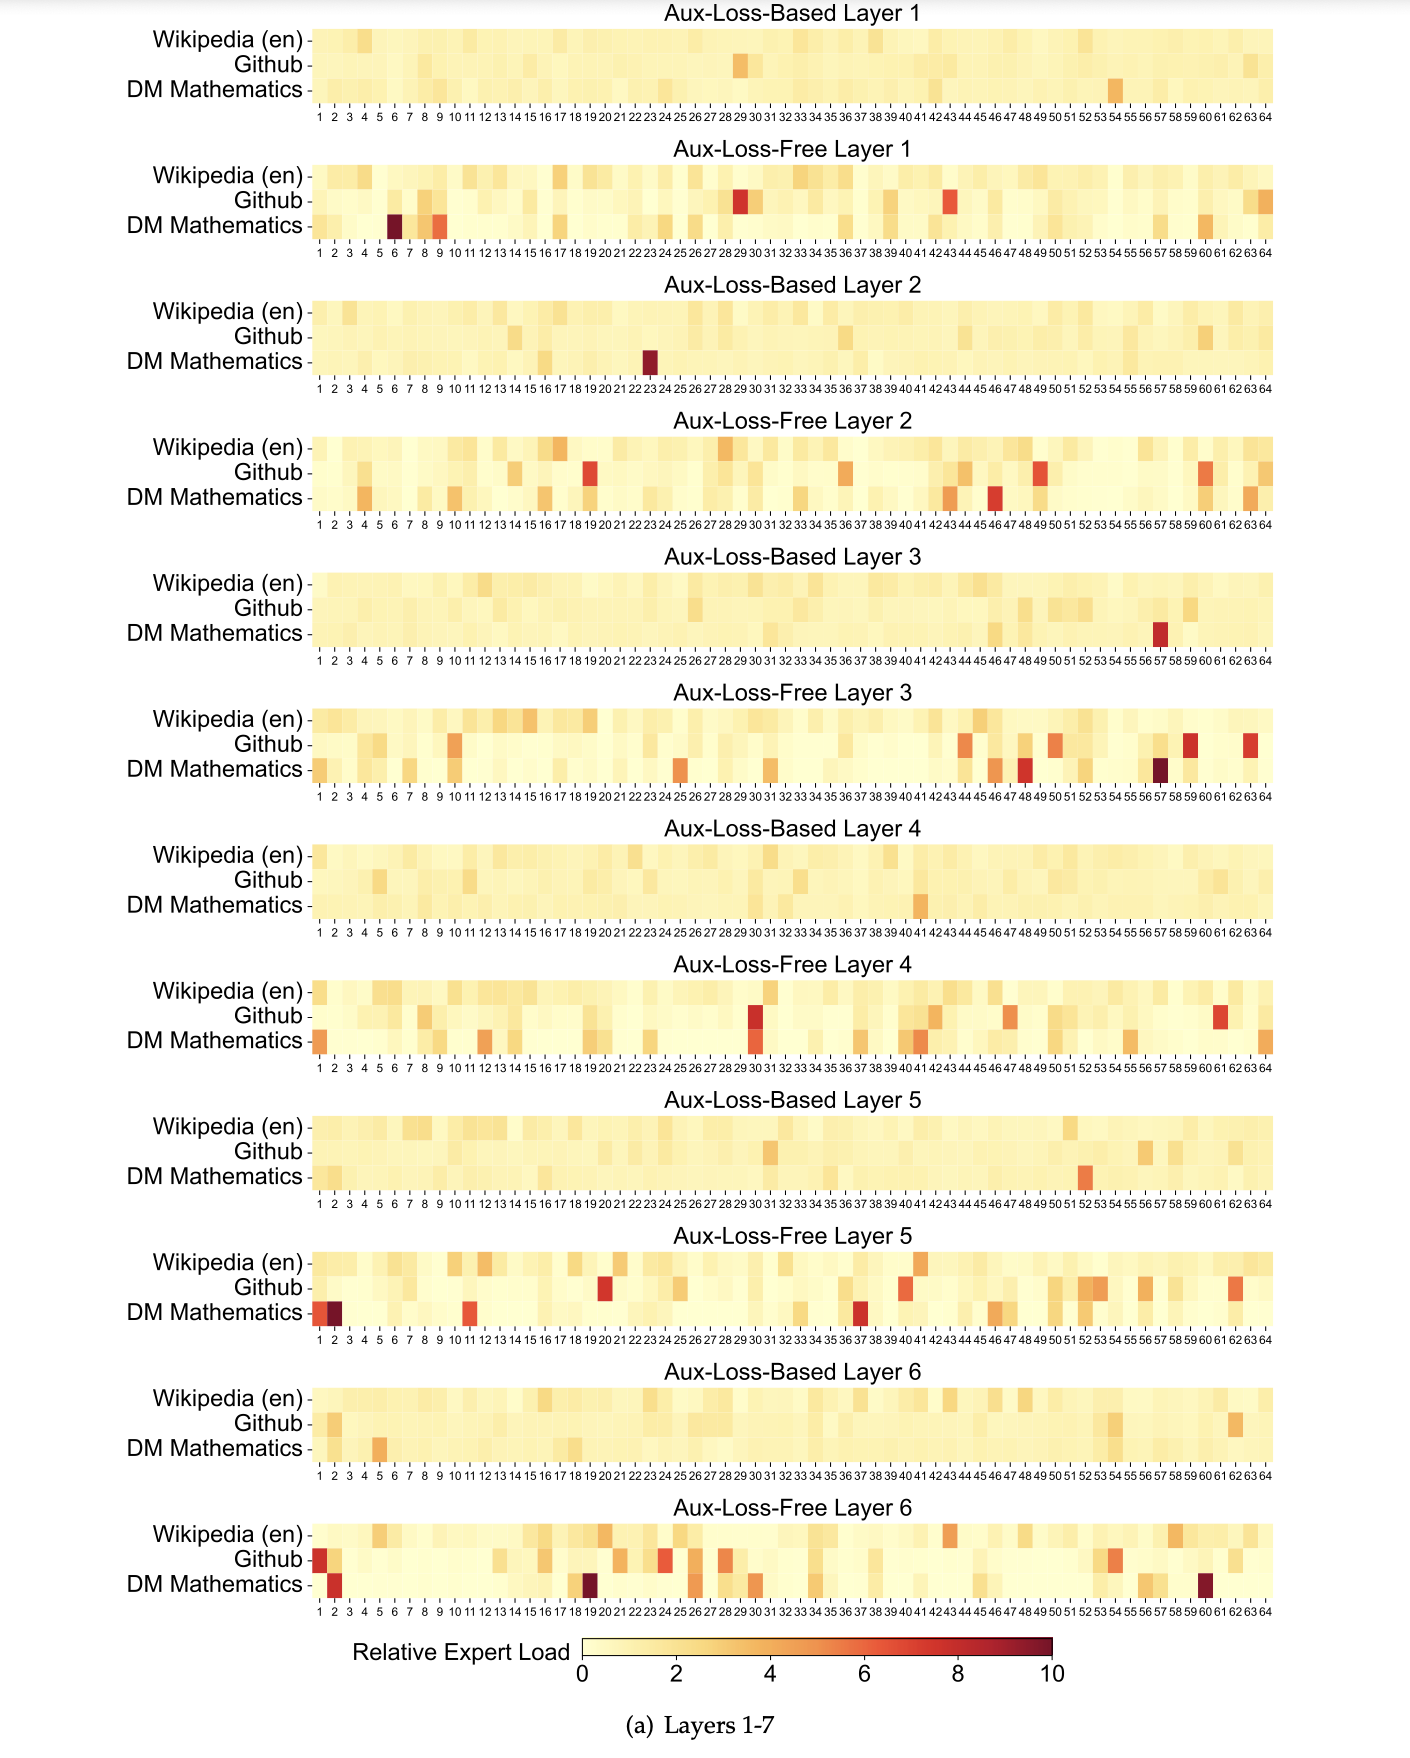 Aux-Loss-Based Layer 1
Wikipedia (en)
Github
DM Mathematics
1 2 3 4 5 6 7 8 9 10 11 12 13 14 15 16 17 18 19 20 21 22 23 24 25 26 27 28 29 30 31 32 33 34 35 36 37 38 39 40 41 42 43 44 45 46 47 48 49 50 51 52 53 54 55 56 57 58 59 60 61 62 63 64
Aux-Loss-Free Layer 1
Wikipedia (en)
Github
DM Mathematics
1 2 3 4 5 6 7 8 9 10 11 12 13 14 15 16 17 18 19 20 21 22 23 24 25 26 27 28 29 30 31 32 33 34 35 36 37 38 39 40 41 42 43 44 45 46 47 48 49 50 51 52 53 54 55 56 57 58 59 60 61 62 63 64
Aux-Loss-Based Layer 2
Wikipedia (en)
Github
DM Mathematics
1 2 3 4 5 6 7 8 9 10 11 12 13 14 15 16 17 18 19 20 21 22 23 24 25 26 27 28 29 30 31 32 33 34 35 36 37 38 39 40 41 42 43 44 45 46 47 48 49 50 51 52 53 54 55 56 57 58 59 60 61 62 63 64
Aux-Loss-Free Layer 2
Wikipedia (en)
Github
DM Mathematics
1 2 3 4 5 6 7 8 9 10 11 12 13 14 15 16 17 18 19 20 21 22 23 24 25 26 27 28 29 30 31 32 33 34 35 36 37 38 39 40 41 42 43 44 45 46 47 48 49 50 51 52 53 54 55 56 57 58 59 60 61 62 63 64
Aux-Loss-Based Layer 3
Wikipedia (en)
Github
DM Mathematics
1 2 3 4 5 6 7 8 9 10 11 12 13 14 15 16 17 18 19 20 21 22 23 24 25 26 27 28 29 30 31 32 33 34 35 36 37 38 39 40 41 42 43 44 45 46 47 48 49 50 51 52 53 54 55 56 57 58 59 60 61 62 63 64
Aux-Loss-Free Layer 3
Wikipedia (en)
Github
DM Mathematics
1 2 3 4 5 6 7 8 9 10 11 12 13 14 15 16 17 18 19 20 21 22 23 24 25 26 27 28 29 30 31 32 33 34 35 36 37 38 39 40 41 42 43 44 45 46 47 48 49 50 51 52 53 54 55 56 57 58 59 60 61 62 63 64
Aux-Loss-Based Layer 4
Wikipedia (en)
Github
DM Mathematics
1 2 3 4 5 6 7 8 9 10 11 12 13 14 15 16 17 18 19 20 21 22 23 24 25 26 27 28 29 30 31 32 33 34 35 36 37 38 39 40 41 42 43 44 45 46 47 48 49 50 51 52 53 54 55 56 57 58 59 60 61 62 63 64
Aux-Loss-Free Layer 4
Wikipedia (en)
Github
DM Mathematics
1 2 3 4 5 6 7 8 9 10 11 12 13 14 15 16 17 18 19 20 21 22 23 24 25 26 27 28 29 30 31 32 33 34 35 36 37 38 39 40 41 42 43 44 45 46 47 48 49 50 51 52 53 54 55 56 57 58 59 60 61 62 63 64
Aux-Loss-Based Layer 5
Wikipedia (en)
Github
DM Mathematics
1 2 3 4 5 6 7 8 9 10 11 12 13 14 15 16 17 18 19 20 21 22 23 24 25 26 27 28 29 30 31 32 33 34 35 36 37 38 39 40 41 42 43 44 45 46 47 48 49 50 51 52 53 54 55 56 57 58 59 60 61 62 63 64
Aux-Loss-Free Layer 5
Wikipedia (en)
Github
DM Mathematics
1 2 3 4 5 6 7 8 9 10 11 12 13 14 15 16 17 18 19 20 21 22 23 24 25 26 27 28 29 30 31 32 33 34 35 36 37 38 39 40 41 42 43 44 45 46 47 48 49 50 51 52 53 54 55 56 57 58 59 60 61 62 63 64
Aux-Loss-Based Layer 6
Wikipedia (en)
Github
DM Mathematics
1 2 3 4 5 6 7 8 9 10 11 12 13 14 15 16 17 18 19 20 21 22 23 24 25 26 27 28 29 30 31 32 33 34 35 36 37 38 39 40 41 42 43 44 45 46 47 48 49 50 51 52 53 54 55 56 57 58 59 60 61 62 63 64
Aux-Loss-Free Layer 6
Wikipedia (en)
Github
DM Mathematics
1 2 3 4 5 6 7 8 9 10 11 12 13 14 15 16 17 18 19 20 21 22 23 24 25 26 27 28 29 30 31 32 33 34 35 36 37 38 39 40 41 42 43 44 45 46 47 48 49 50 51 52 53 54 55 56 57 58 59 60 61 62 63 64
Relative Expert Load
0 2 4 6 8 10
(a) Layers 1-7